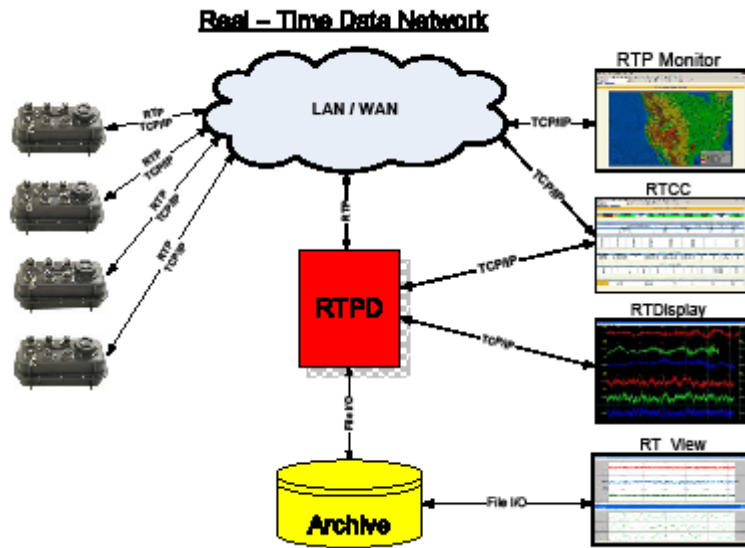 Real – Time Data Network
LAN / WAN
RTP
TCP/IP
RTP
TCP/IP
RTP
TCP/IP
RTP
TCP/IP
RTP Monitor
TCP/IP
TCP/IP
RTCC
RTP
RTPD
TCP/IP
TCP/IP
RTDisplay
File I/O
Archive
File I/O
RT View